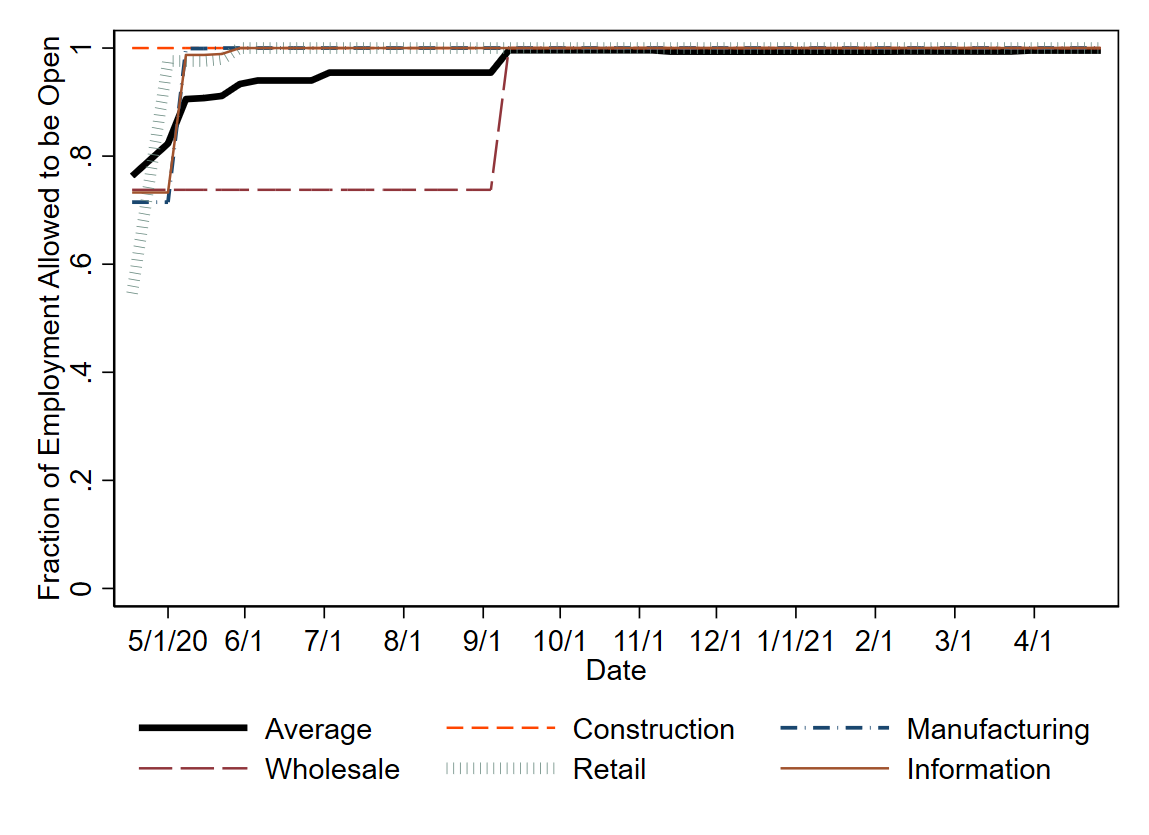 Fraction of Employment Allowed to be Open
1
.8
.6
.4
.2
0
5/1/20 6/1 7/1 8/1 9/1 10/1 11/1 12/1 1/1/21 2/1 3/1 4/1
Date
Average Construction Manufacturing
Wholesale Retail Information